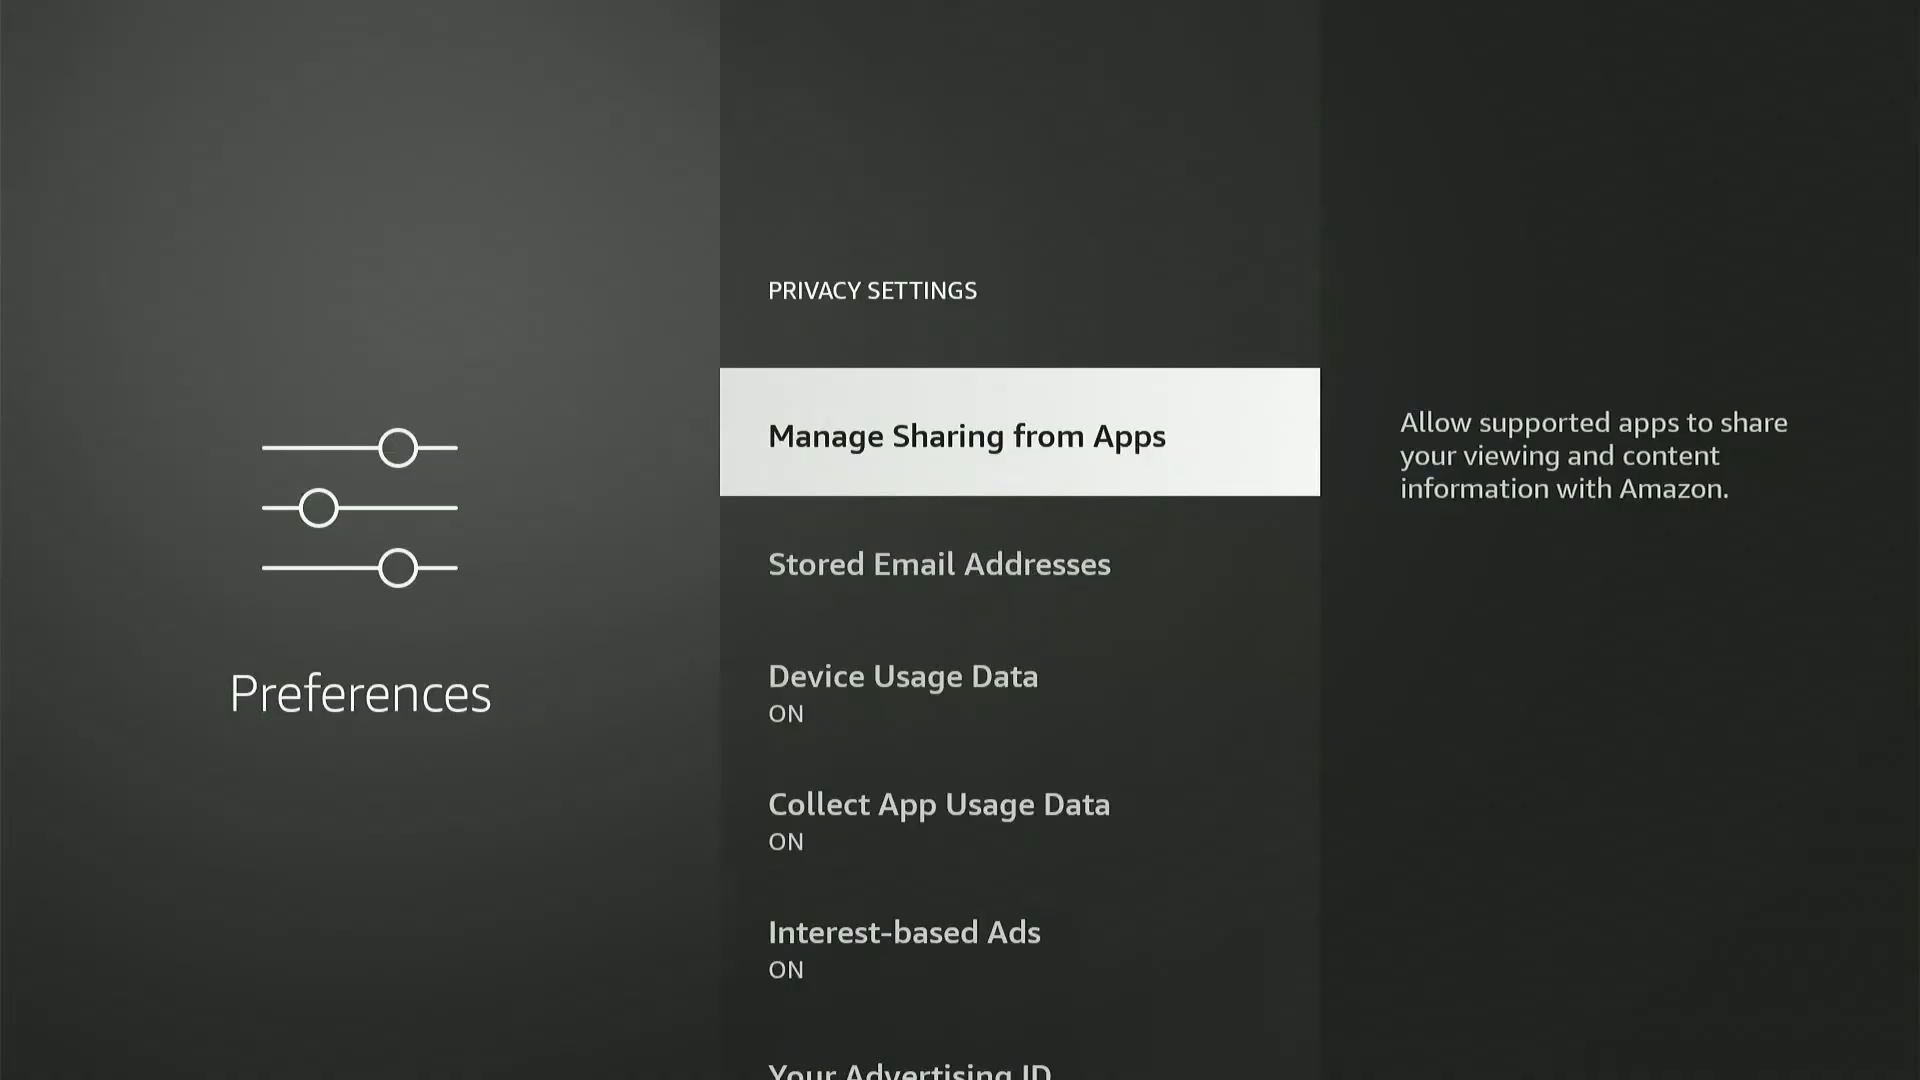 Preferences
PRIVACY SETTINGS
Manage Sharing from Apps
Allow supported apps to share
your viewing and content
information with Amazon.
Stored Email Addresses
Device Usage Data
ON
Collect App Usage Data
ON
Interest-based Ads
ON
Your Advertising ID